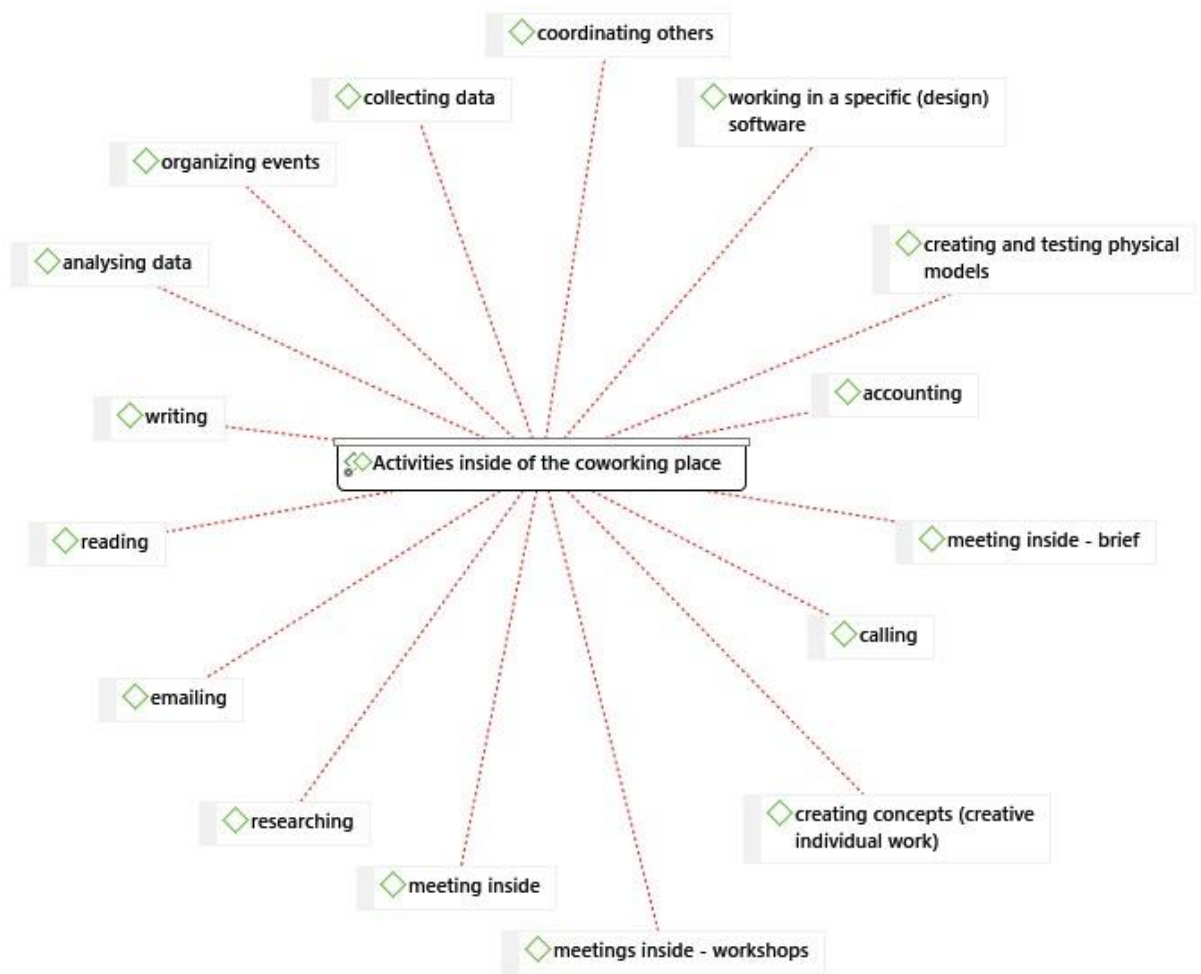 coordinating others
collecting data
working in a specific (design)
software
organizing events
creating and testing physical
models
analysing data
accounting
writing
Activities inside of the coworking place
reading
meeting inside - brief
calling
emailing
creating concepts (creative
individual work)
researching
meeting inside
meetings inside - workshops